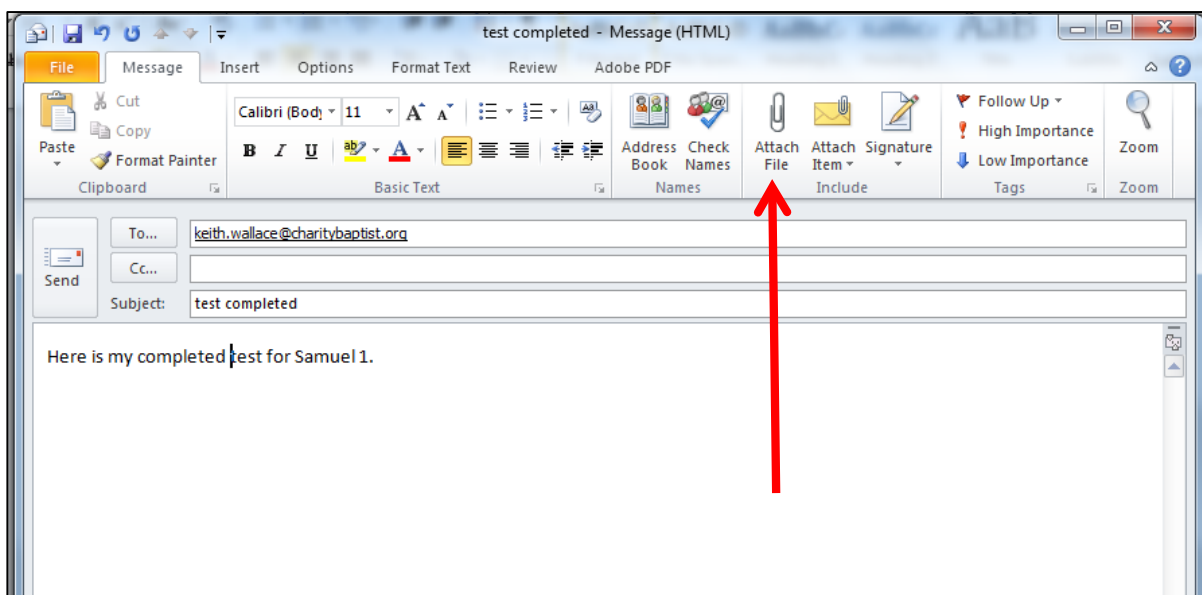 test completed - Message (HTML)
File Message Insert Options Format Text Review Adobe PDF
Cut
Copy
Format Painter
Paste
Clipboard
Calibri (Body 11
B I U
Basic Text
Address Book
Check Names
Names
Attach File
Attach Item
Signature
Include
Follow Up
High Importance
Low Importance
Tags
Zoom
Zoom
Send
To... keith.wallace@charitybaptist.org
Cc...
Subject: test completed
Here is my completed test for Samuel 1.